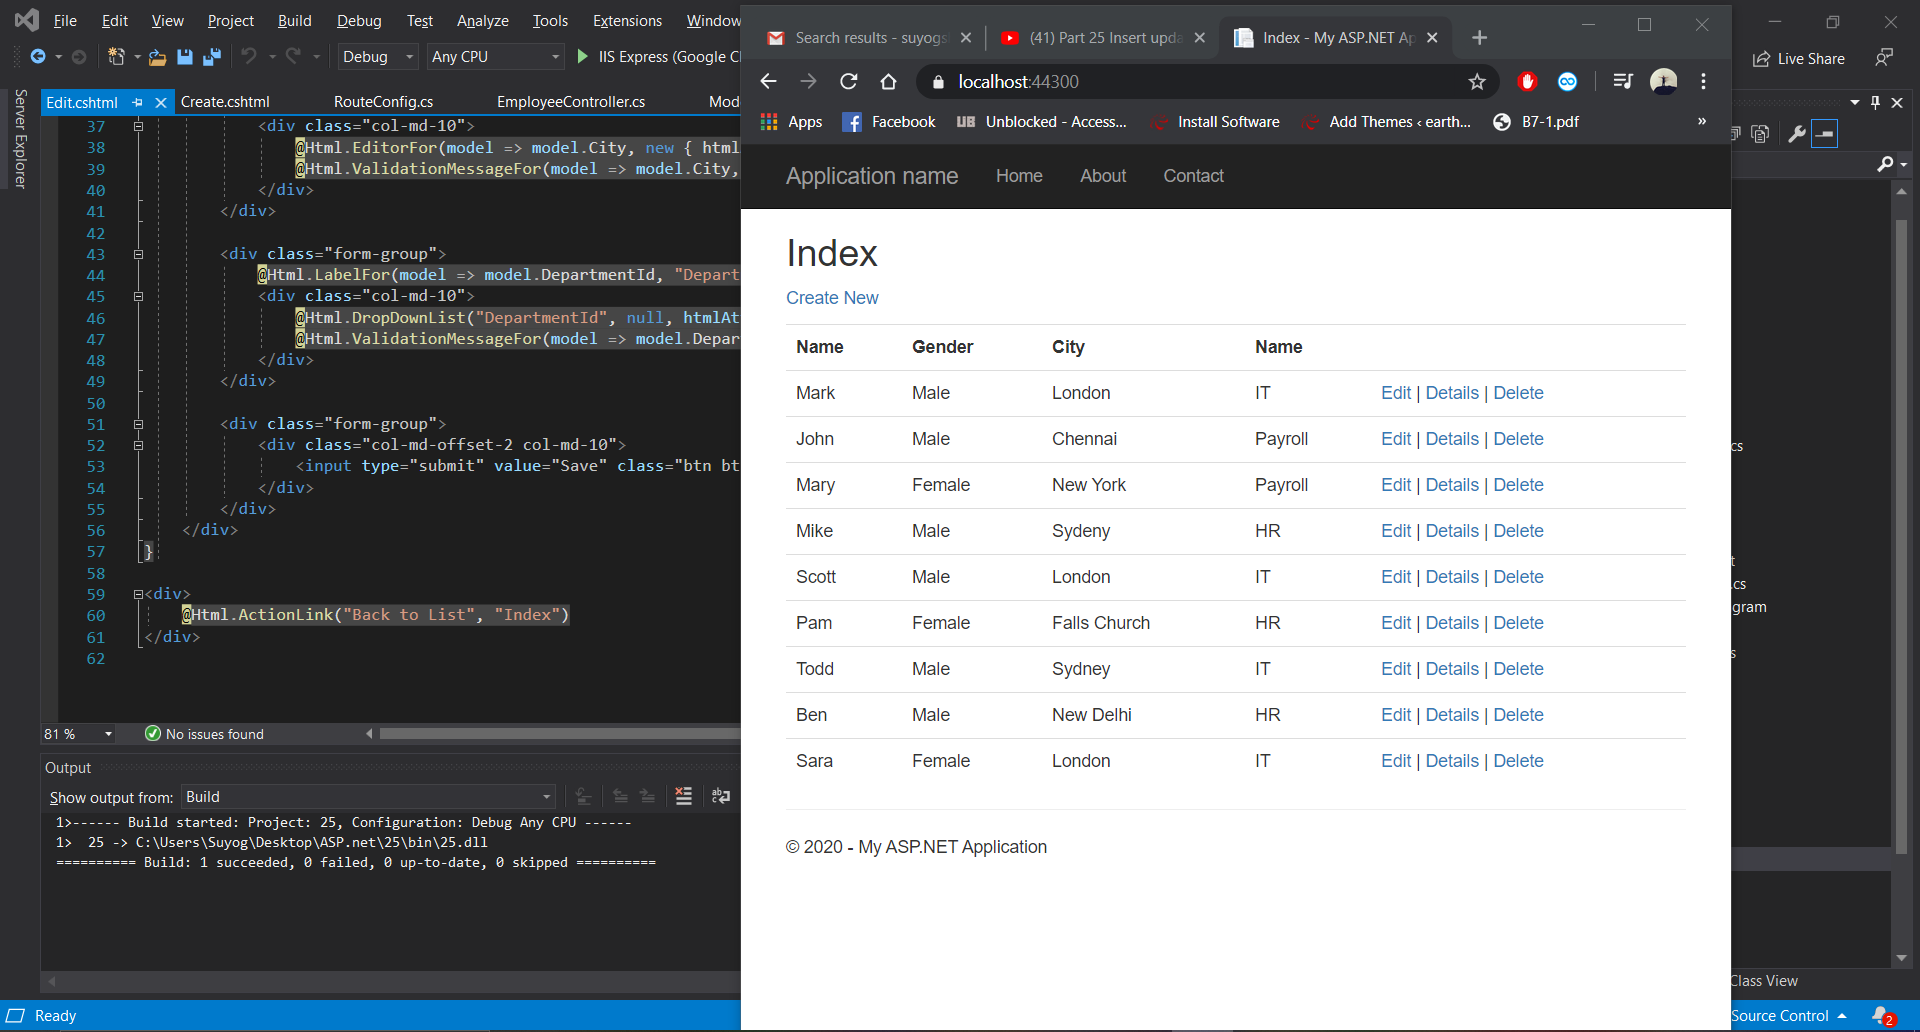 File Edit View Project Build Debug Test Analyze Tools Extensions Window
Debug Any CPU IIS Express (Google C
Live Share
Server Explorer
Edit.cshtml Create.cshtml RouteConfig.cs EmployeeController.cs Mod
37 <div class="col-md-10">
38 @Html.EditorFor(model => model.City, new { html
39 @Html.ValidationMessageFor(model => model.City,
40 </div>
41 </div>
42
43 <div class="form-group">
44 @Html.LabelFor(model => model.DepartmentId, "Depart
45 <div class="col-md-10">
46 @Html.DropDownList("DepartmentId", null, htmlAt
47 @Html.ValidationMessageFor(model => model.Depar
48 </div>
49 </div>
50
51 <div class="form-group">
52 <div class="col-md-offset-2 col-md-10">
53 <input type="submit" value="Save" class="btn bt
54 </div>
55 </div>
56 </div>
57 }
58
59 <div>
60 @Html.ActionLink("Back to List", "Index")
61 </div>
62
81 % No issues found
Output
Show output from: Build
1>------ Build started: Project: 25, Configuration: Debug Any CPU ------
1> 25 -> C:\Users\Suyog\Desktop\ASP.net\25\bin\25.dll
========== Build: 1 succeeded, 0 failed, 0 up-to-date, 0 skipped ==========
Ready
Search results - suyogs (41) Part 25 Insert upda Index - My ASP.NET Ap
localhost:44300
Apps Facebook UB Unblocked - Access... Install Software Add Themes ‹ earth... B7-1.pdf »
Application name Home About Contact
Index
Create New
Name Gender City Name
Mark Male London IT Edit | Details | Delete
John Male Chennai Payroll Edit | Details | Delete
Mary Female New York Payroll Edit | Details | Delete
Mike Male Sydeny HR Edit | Details | Delete
Scott Male London IT Edit | Details | Delete
Pam Female Falls Church HR Edit | Details | Delete
Todd Male Sydney IT Edit | Details | Delete
Ben Male New Delhi HR Edit | Details | Delete
Sara Female London IT Edit | Details | Delete
© 2020 - My ASP.NET Application
cs
t
.cs
gram
s
Class View
Source Control 2